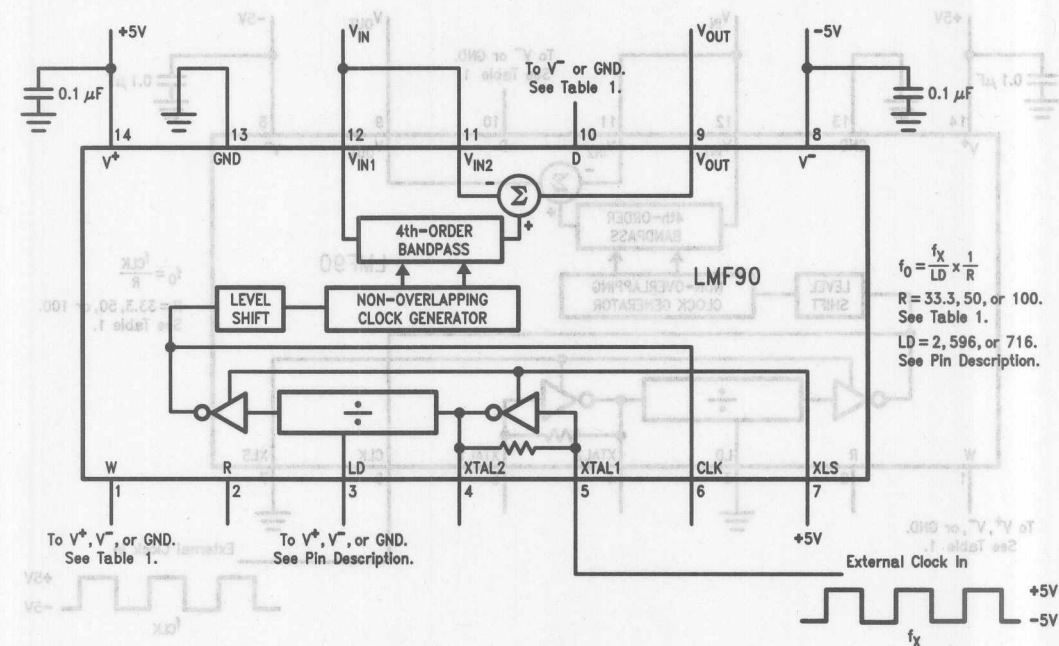 +5V
V_IN
V_OUT
-5V
To V⁻ or GND.
See Table 1.
0.1 μF
0.1 μF
14
13
12
11
10
9
8
V⁺
GND
V_IN1
V_IN2
D
V_OUT
V⁻
-
Σ
+
4th-ORDER
BANDPASS
LMF90
LEVEL
SHIFT
NON-OVERLAPPING
CLOCK GENERATOR
f₀ = f_X/LD × 1/R
R = 33.3, 50, or 100.
See Table 1.
LD = 2, 596, or 716.
See Pin Description.
÷
÷
W
R
LD
XTAL2
XTAL1
CLK
XLS
1
2
3
4
5
6
7
To V⁺, V⁻, or GND.
See Table 1.
To V⁺, V⁻, or GND.
See Pin Description.
+5V
External Clock In
+5V
-5V
f_X